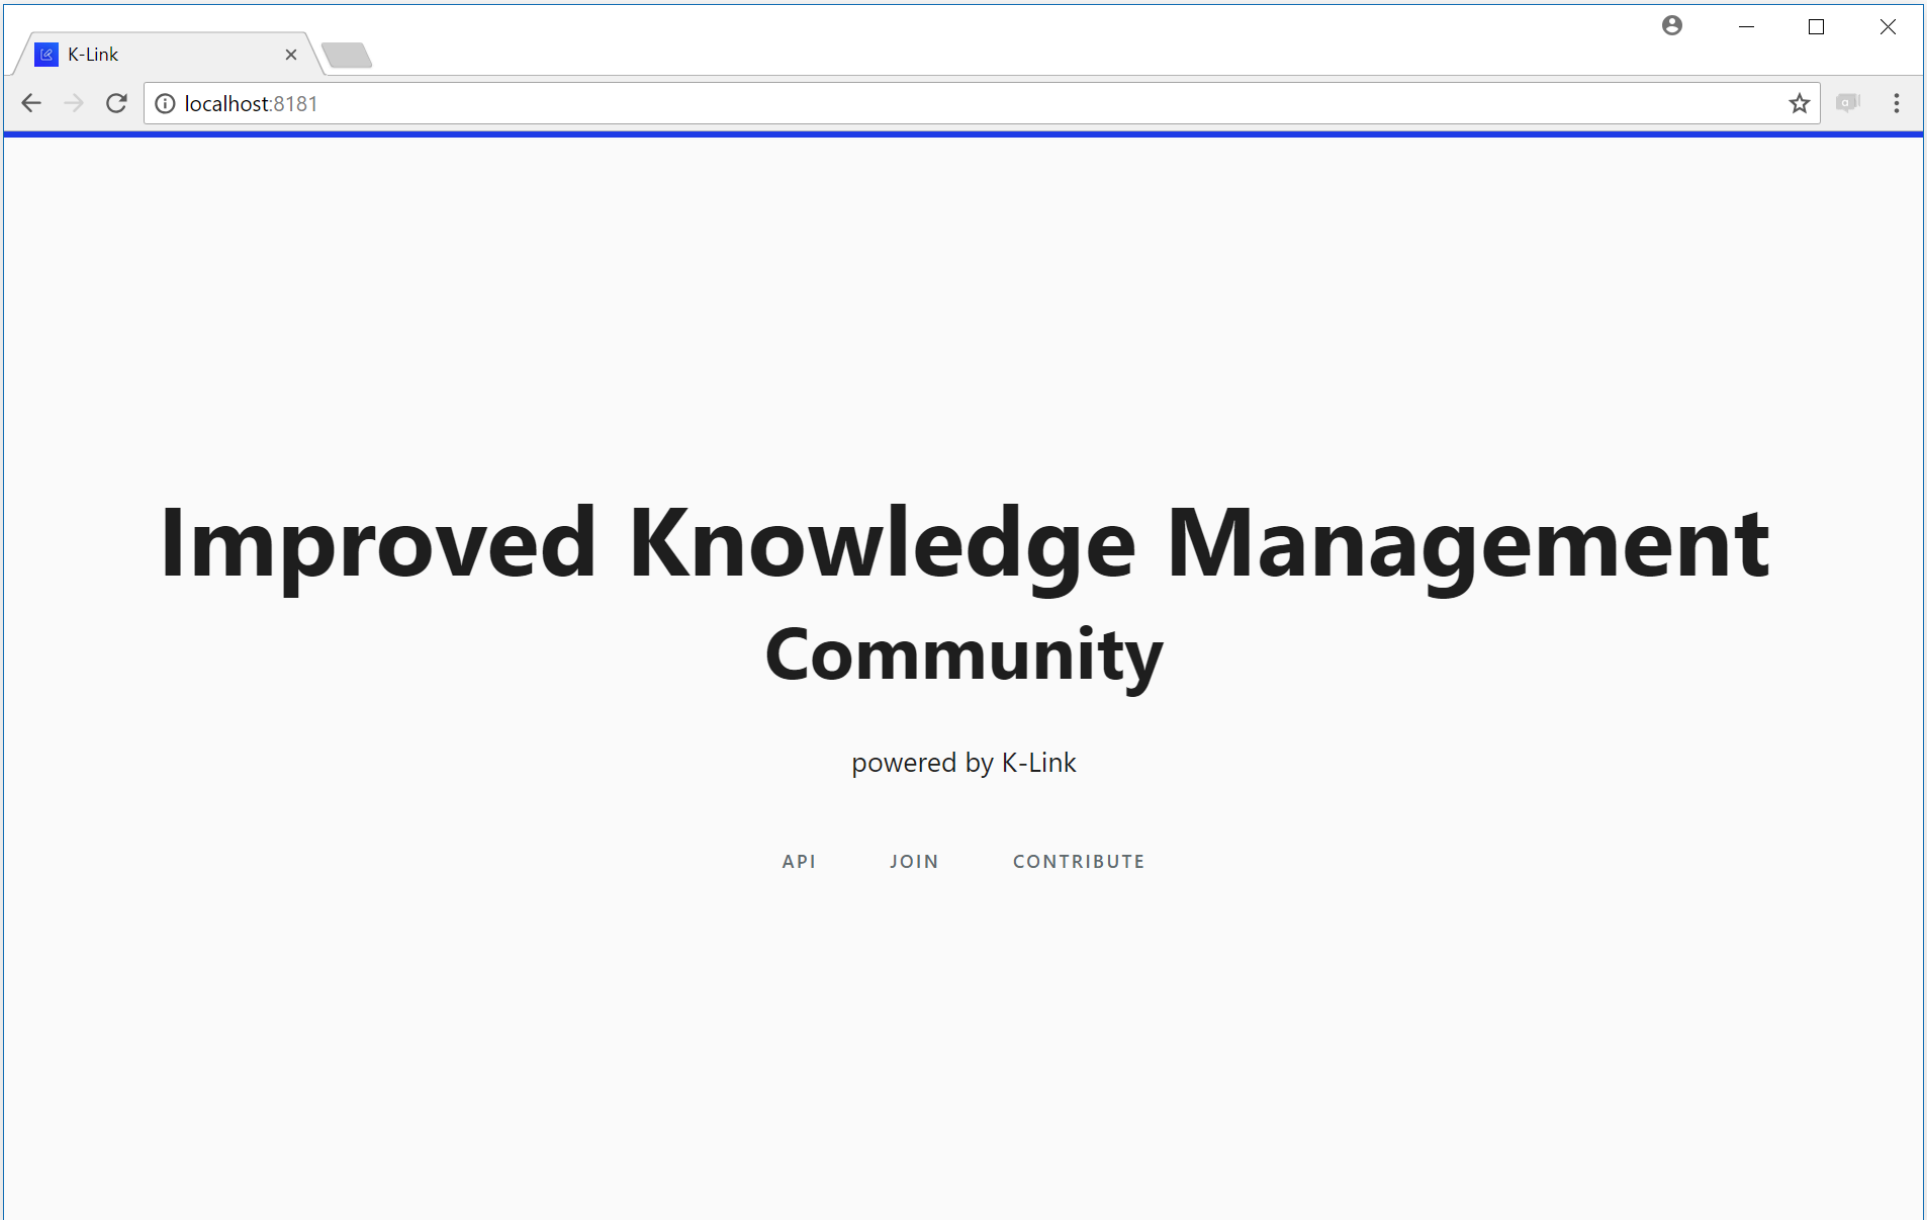 K-Link
localhost:8181
Improved Knowledge Management
Community
powered by K-Link
API JOIN CONTRIBUTE